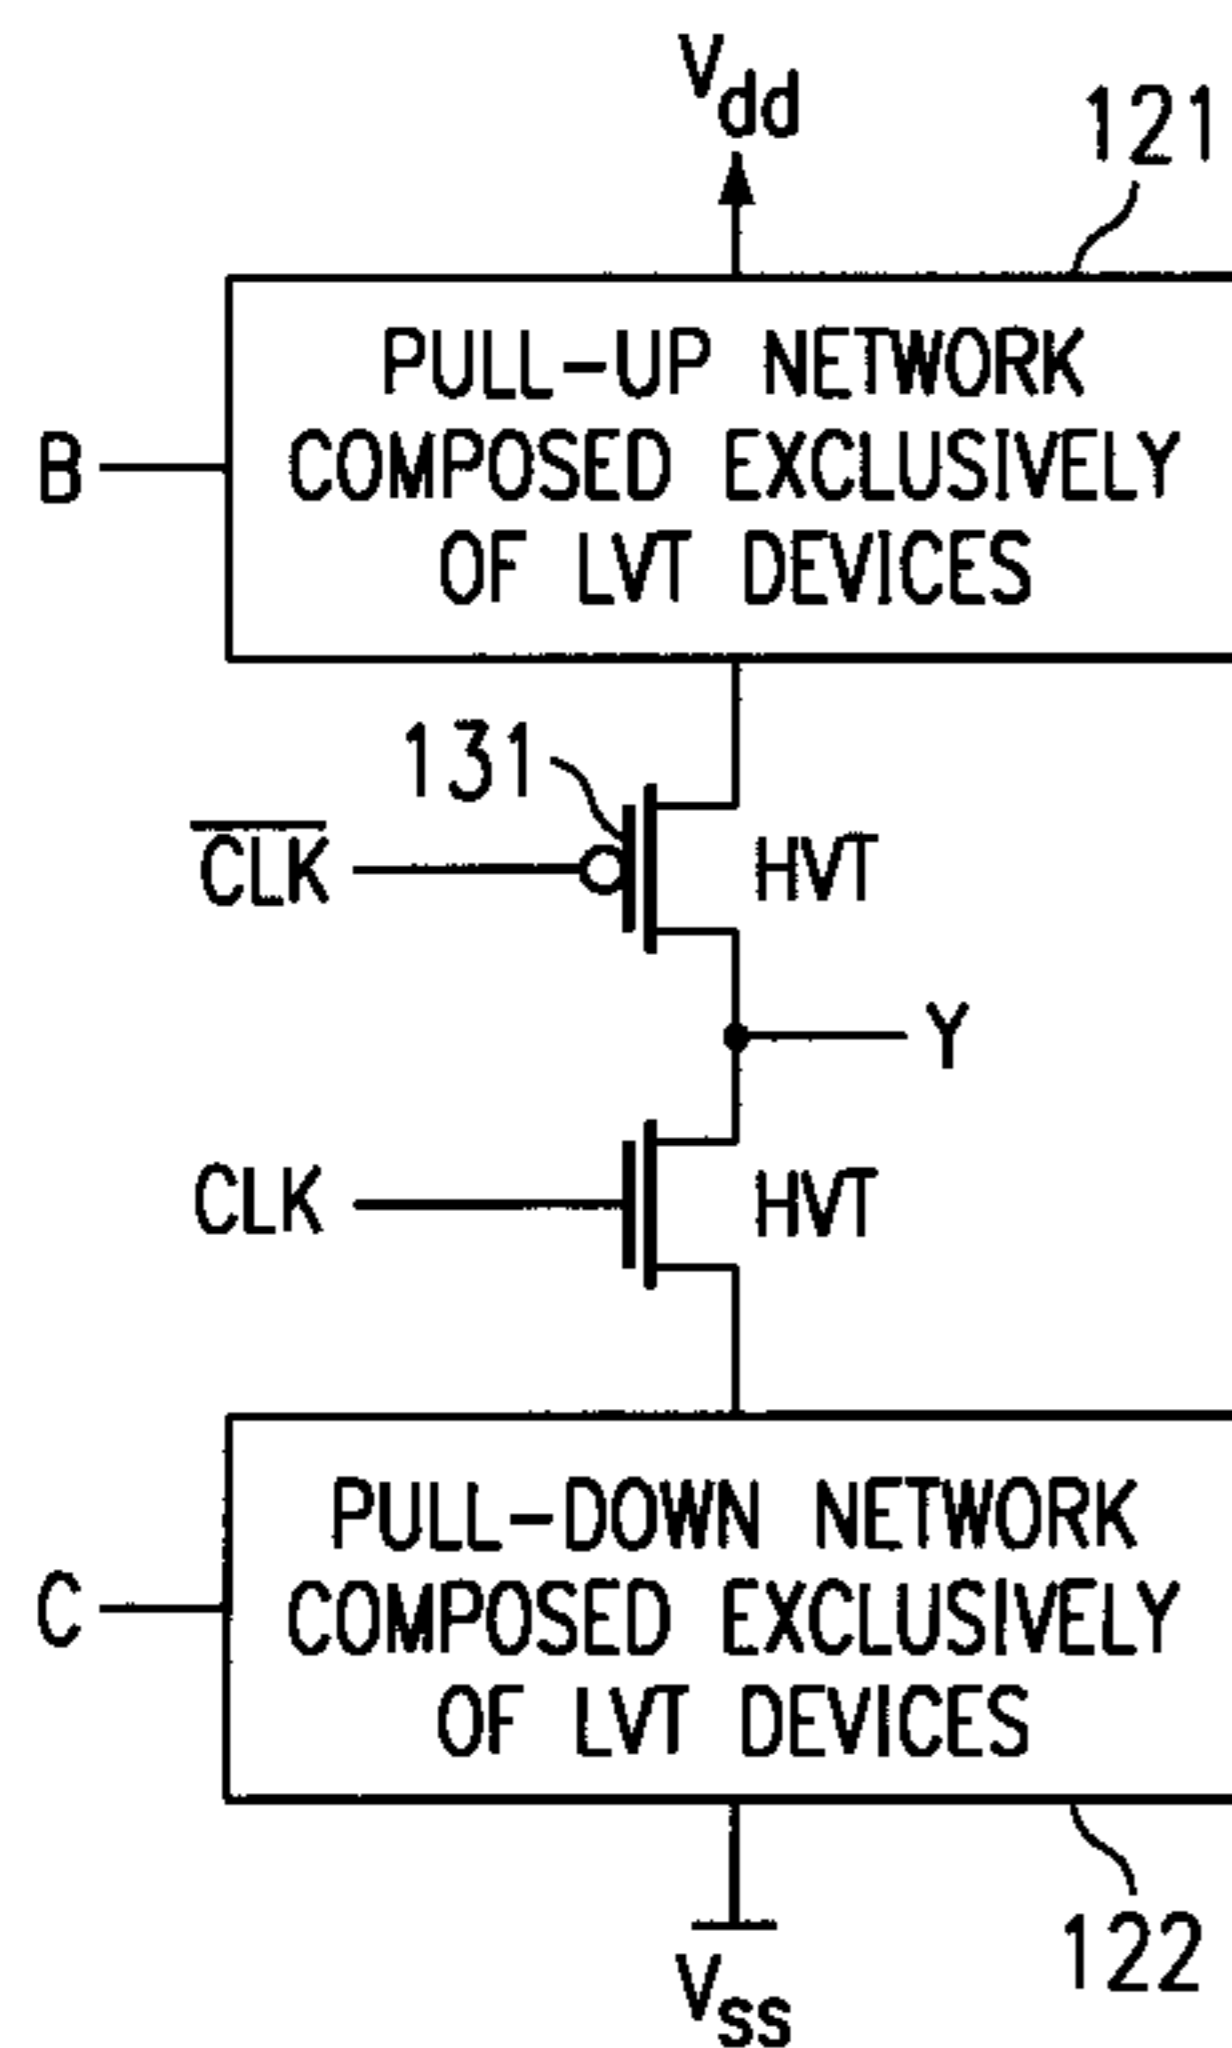 Vdd
121
PULL-UP NETWORK
B COMPOSED EXCLUSIVELY
OF LVT DEVICES
131
C̅L̅K̅ HVT
Y
CLK HVT
PULL-DOWN NETWORK
C COMPOSED EXCLUSIVELY
OF LVT DEVICES
122
Vss